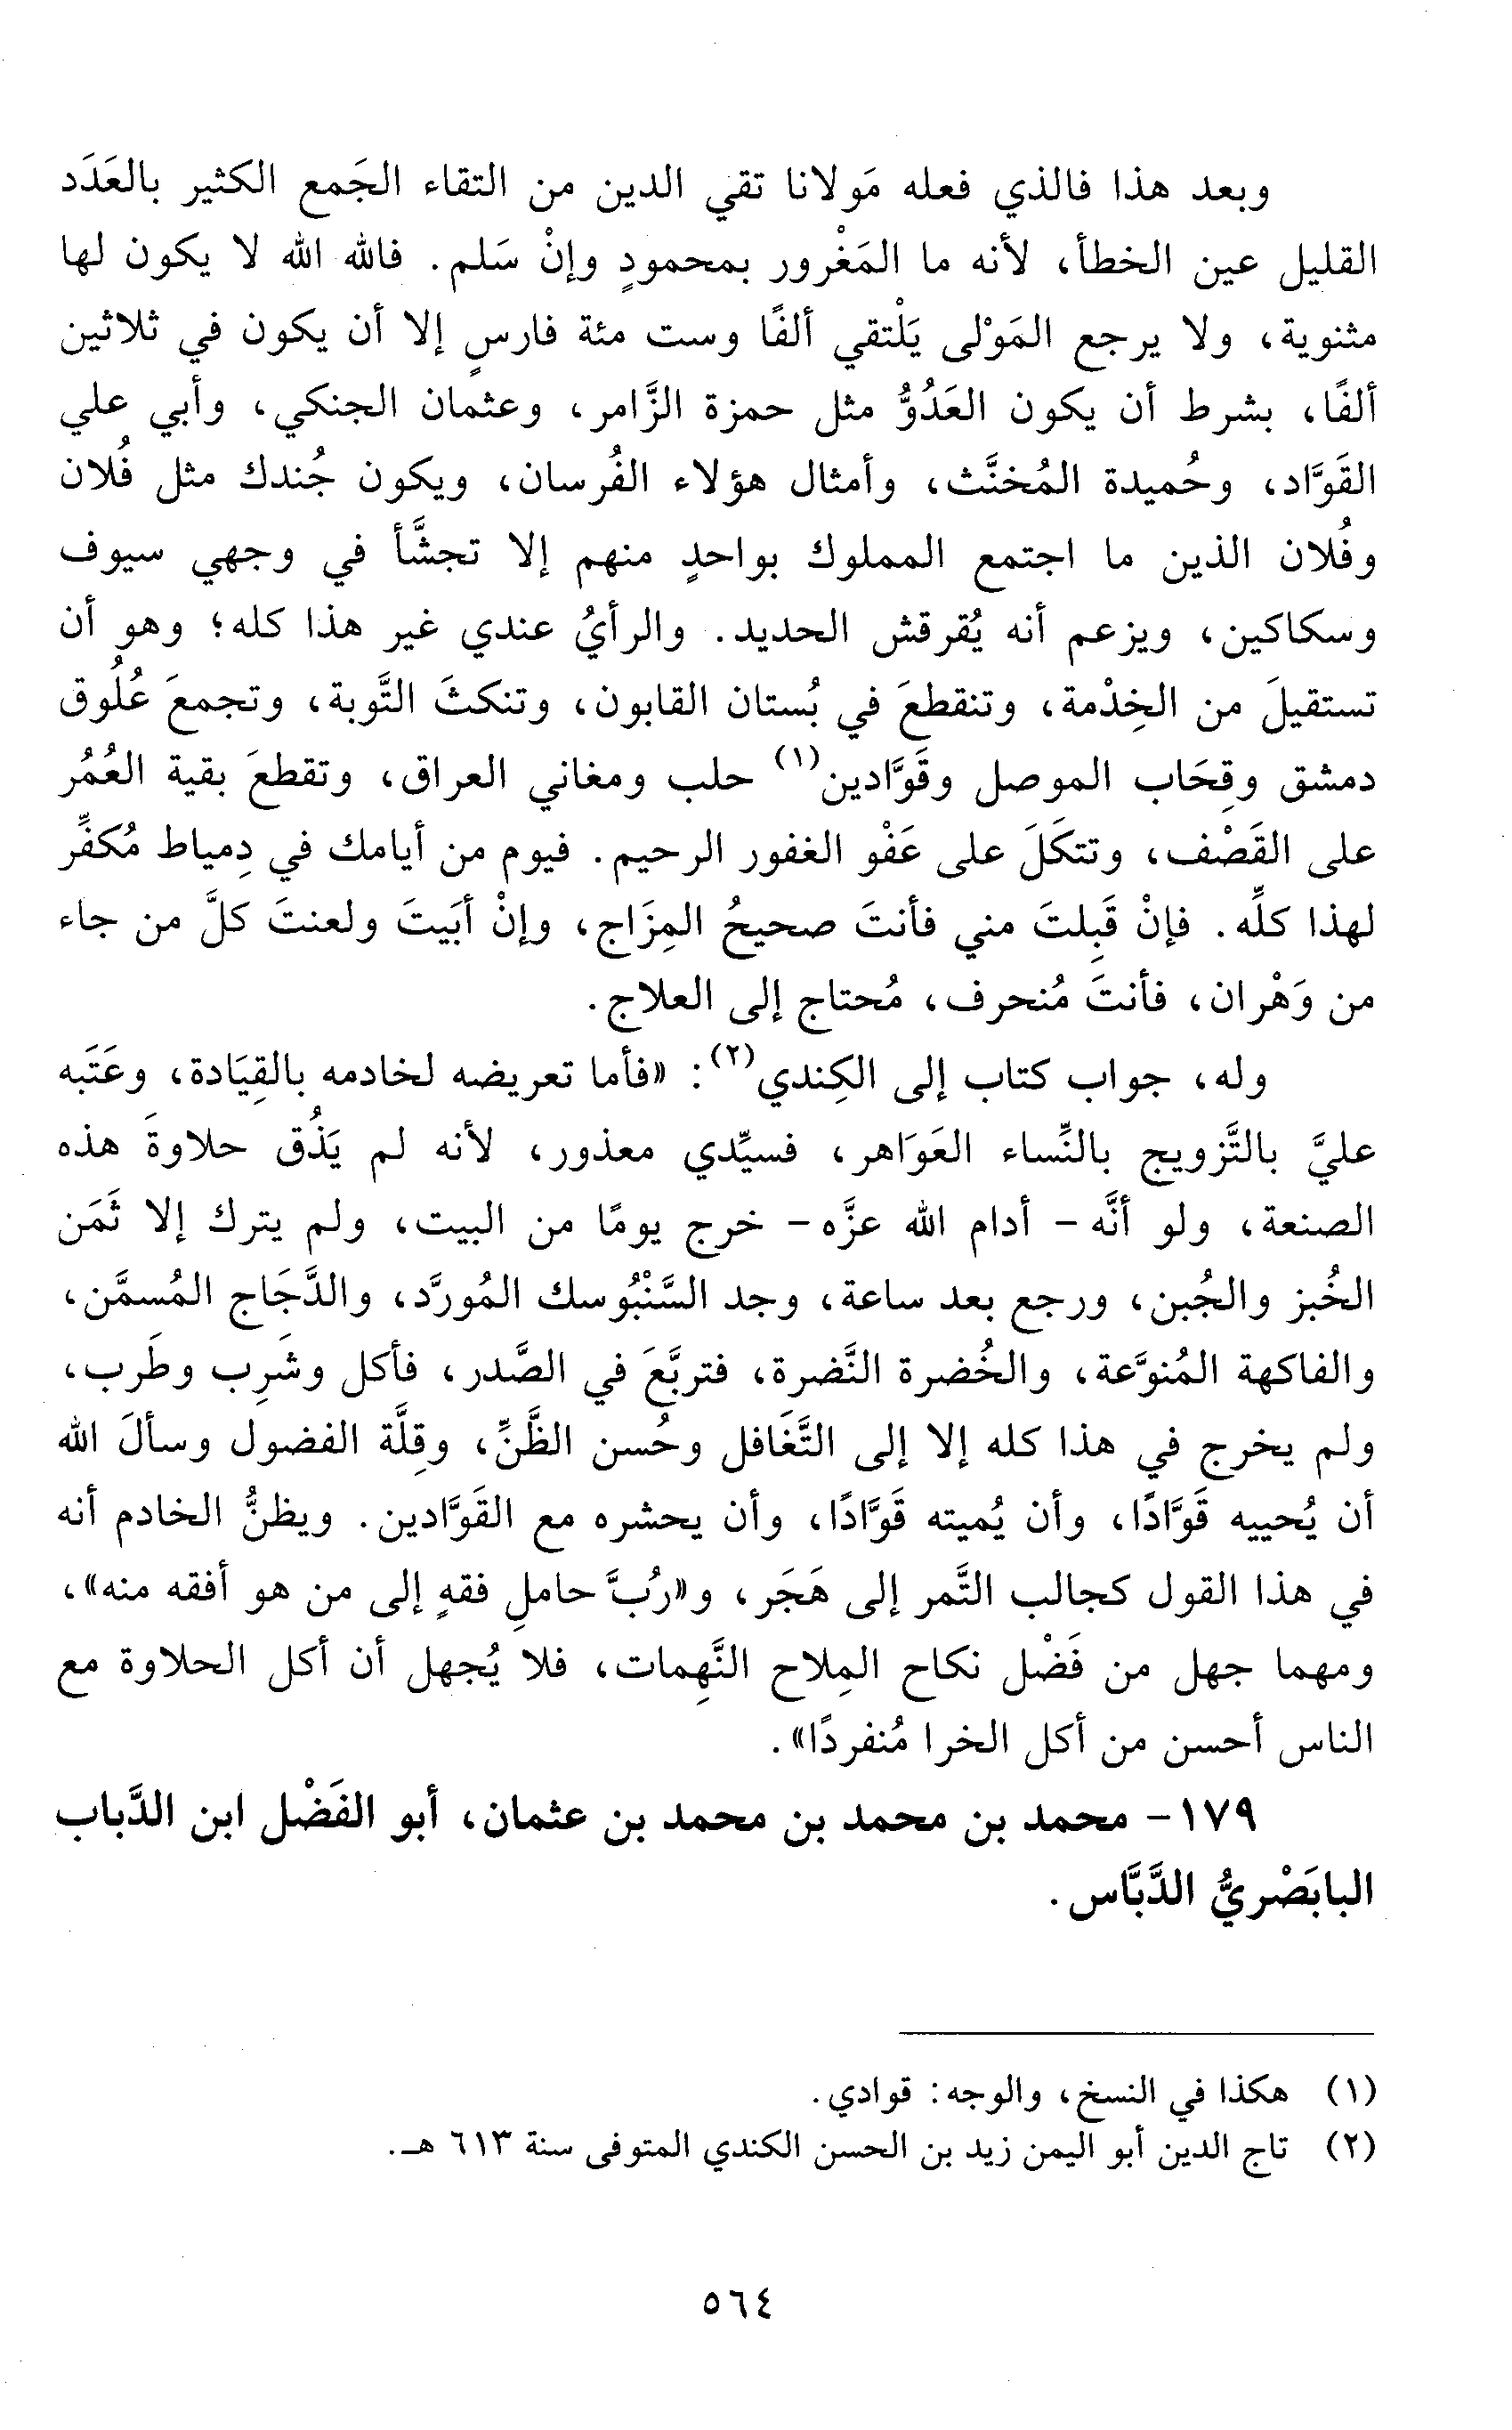 وبعد هذا فالذي فعله مَولانا تقي الدين من التقاء الجَمع الكثير بالعَدَد
القليل عين الخطأ، لأنه ما المَغْرور بمحمودٍ وإنْ سَلم. فالله الله لا يكون لها
مثنوية، ولا يرجع المَوْلى يَلْتقي ألفًا وست مئة فارسٍ إلا أن يكون في ثلاثين
ألفًا، بشرط أن يكون العَدُوُّ مثل حمزة الزَّامر، وعثمان الجنكي، وأبي علي
القَوَّاد، وحُميدة المُخنَّث، وأمثال هؤلاء الفُرسان، ويكون جُندك مثل فُلان
وفُلان الذين ما اجتمع المملوك بواحدٍ منهم إلا تجشَّأ في وجهي سيوف
وسكاكين، ويزعم أنه يُقرقش الحديد. والرأيُ عندي غير هذا كله؛ وهو أن
تستقيلَ من الخِدْمة، وتنقطعَ في بُستان القابون، وتنكثَ التَّوبة، وتجمعَ عُلُوق
دمشق وقِحَاب الموصل وقَوَّادين(١) حلب ومغاني العراق، وتقطعَ بقية العُمُر
على القَصْف، وتتكَلَ على عَفْو الغفور الرحيم. فيوم من أيامك في دِمياط مُكفِّر
لهذا كلِّه. فإنْ قَبِلتَ مني فأنتَ صحيحُ المِزَاج، وإنْ أبَيتَ ولعنتَ كلَّ من جاء
من وَهْران، فأنتَ مُنحرف، مُحتاج إلى العلاج.
وله، جواب كتاب إلى الكِندي(٢): «فأما تعريضه لخادمه بالقِيَادة، وعَتَبه
عليَّ بالتَّزويج بالنِّساء العَوَاهر، فسيِّدي معذور، لأنه لم يَذُق حلاوةَ هذه
الصنعة، ولو أنَّه - أدام الله عزَّه - خرج يومًا من البيت، ولم يترك إلا ثَمَن
الخُبز والجُبن، ورجع بعد ساعة، وجد السَّنْبُوسك المُورَّد، والدَّجَاج المُسمَّن،
والفاكهة المُنوَّعة، والخُضرة النَّضرة، فتربَّعَ في الصَّدر، فأكل وشَرِب وطَرب،
ولم يخرج في هذا كله إلا إلى التَّغَافل وحُسن الظَّنِّ، وقِلَّة الفضول وسألَ الله
أن يُحييه قَوَّادًا، وأن يُميته قَوَّادًا، وأن يحشره مع القَوَّادين. ويظنُّ الخادم أنه
في هذا القول كجالب التَّمر إلى هَجَر، و«رُبَّ حاملِ فقهٍ إلى من هو أفقه منه»،
ومهما جهل من فَضْل نكاح المِلاح النَّهِمات، فلا يُجهل أن أكل الحلاوة مع
الناس أحسن من أكل الخرا مُنفردًا».
١٧٩- محمد بن محمد بن محمد بن عثمان، أبو الفَضْل ابن الدَّباب
البابَصْريُّ الدَّبَّاس.
(١) هكذا في النسخ، والوجه: قوادي.
(٢) تاج الدين أبو اليمن زيد بن الحسن الكندي المتوفى سنة ٦١٣ هـ.
٥٦٤